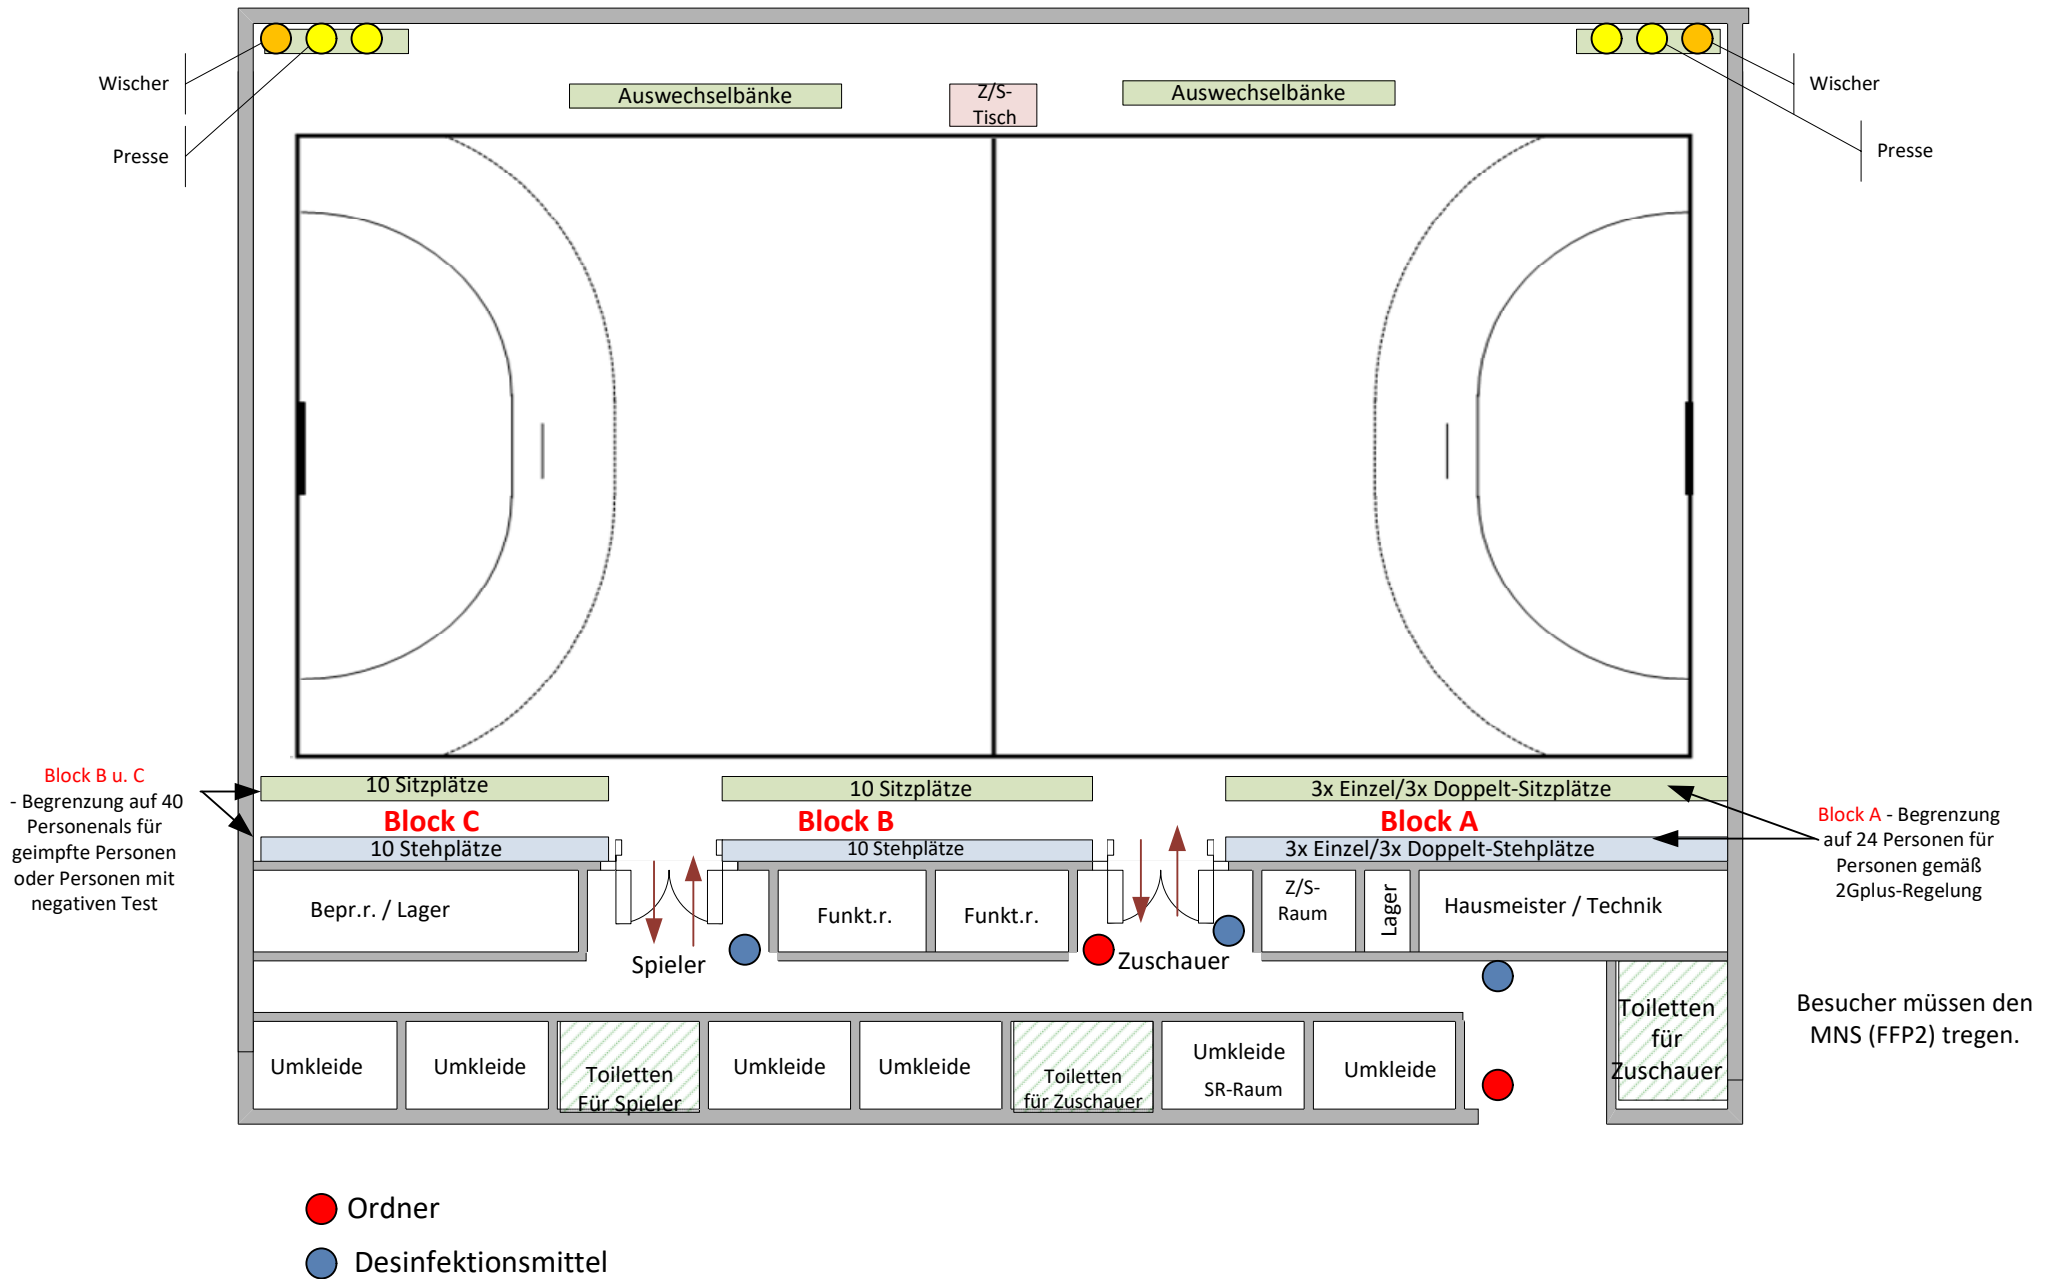 Wischer
Presse
Auswechselbänke
Z/S-
Tisch
Auswechselbänke
Wischer
Presse
Block B u. C
- Begrenzung auf 40
Personenals für
geimpfte Personen
oder Personen mit
negativen Test
10 Sitzplätze
10 Sitzplätze
3x Einzel/3x Doppelt-Sitzplätze
Block C
Block B
Block A
10 Stehplätze
10 Stehplätze
3x Einzel/3x Doppelt-Stehplätze
Block A - Begrenzung
auf 24 Personen für
Personen gemäß
2Gplus-Regelung
Bepr.r. / Lager
Funkt.r.
Funkt.r.
Z/S-
Raum
Lager
Hausmeister / Technik
Spieler
Zuschauer
Besucher müssen den
MNS (FFP2) tregen.
Umkleide
Umkleide
Toiletten
Für Spieler
Umkleide
Umkleide
Toiletten
für Zuschauer
Umkleide
SR-Raum
Umkleide
Toiletten
für
Zuschauer
Ordner
Desinfektionsmittel